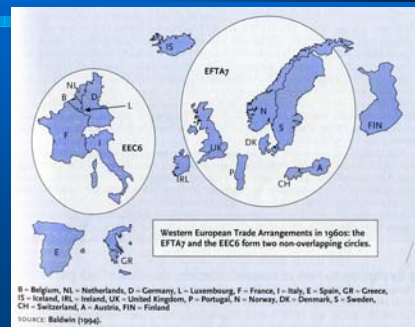 IS
EFTA7
NL
B
D
L
F
I
EEC6
N
S
FIN
UK
DK
IRL
P
CH
A
E
GR
Western European Trade Arrangements in 1960s: the
EFTA7 and the EEC6 form two non-overlapping circles.
B = Belgium, NL = Netherlands, D = Germany, L = Luxembourg, F = France, I = Italy, E = Spain, GR = Greece,
IS = Iceland, IRL = Ireland, UK = United Kingdom, P = Portugal, N = Norway, DK = Denmark, S = Sweden,
CH = Switzerland, A = Austria, FIN = Finland
SOURCE: Baldwin (1994).